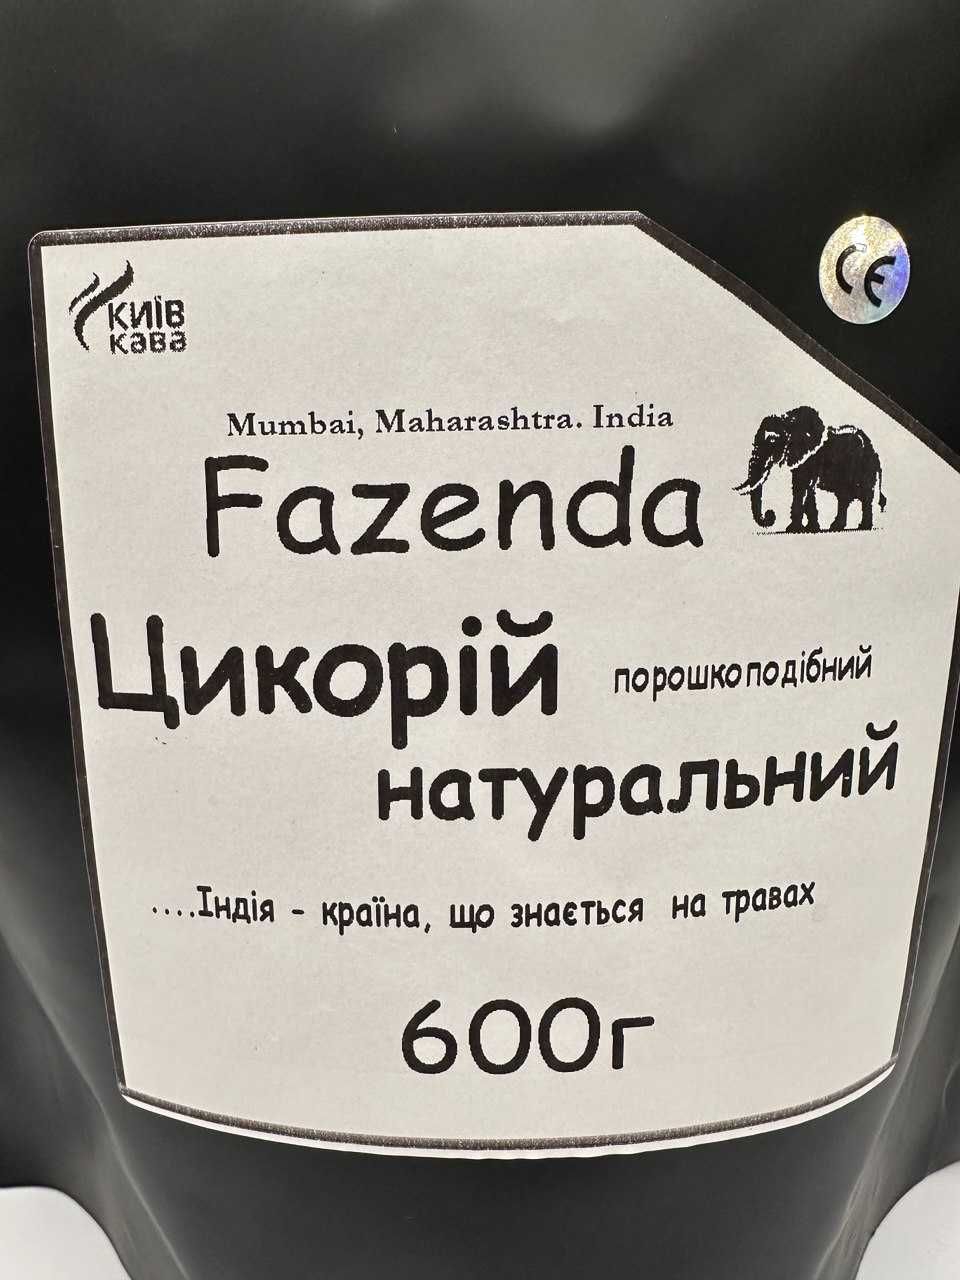 Київ
кава
CE
Mumbai, Maharashtra. India
Fazenda
Цикорій порошкоподібний
натуральний
....Індія - країна, що знається на травах
600г